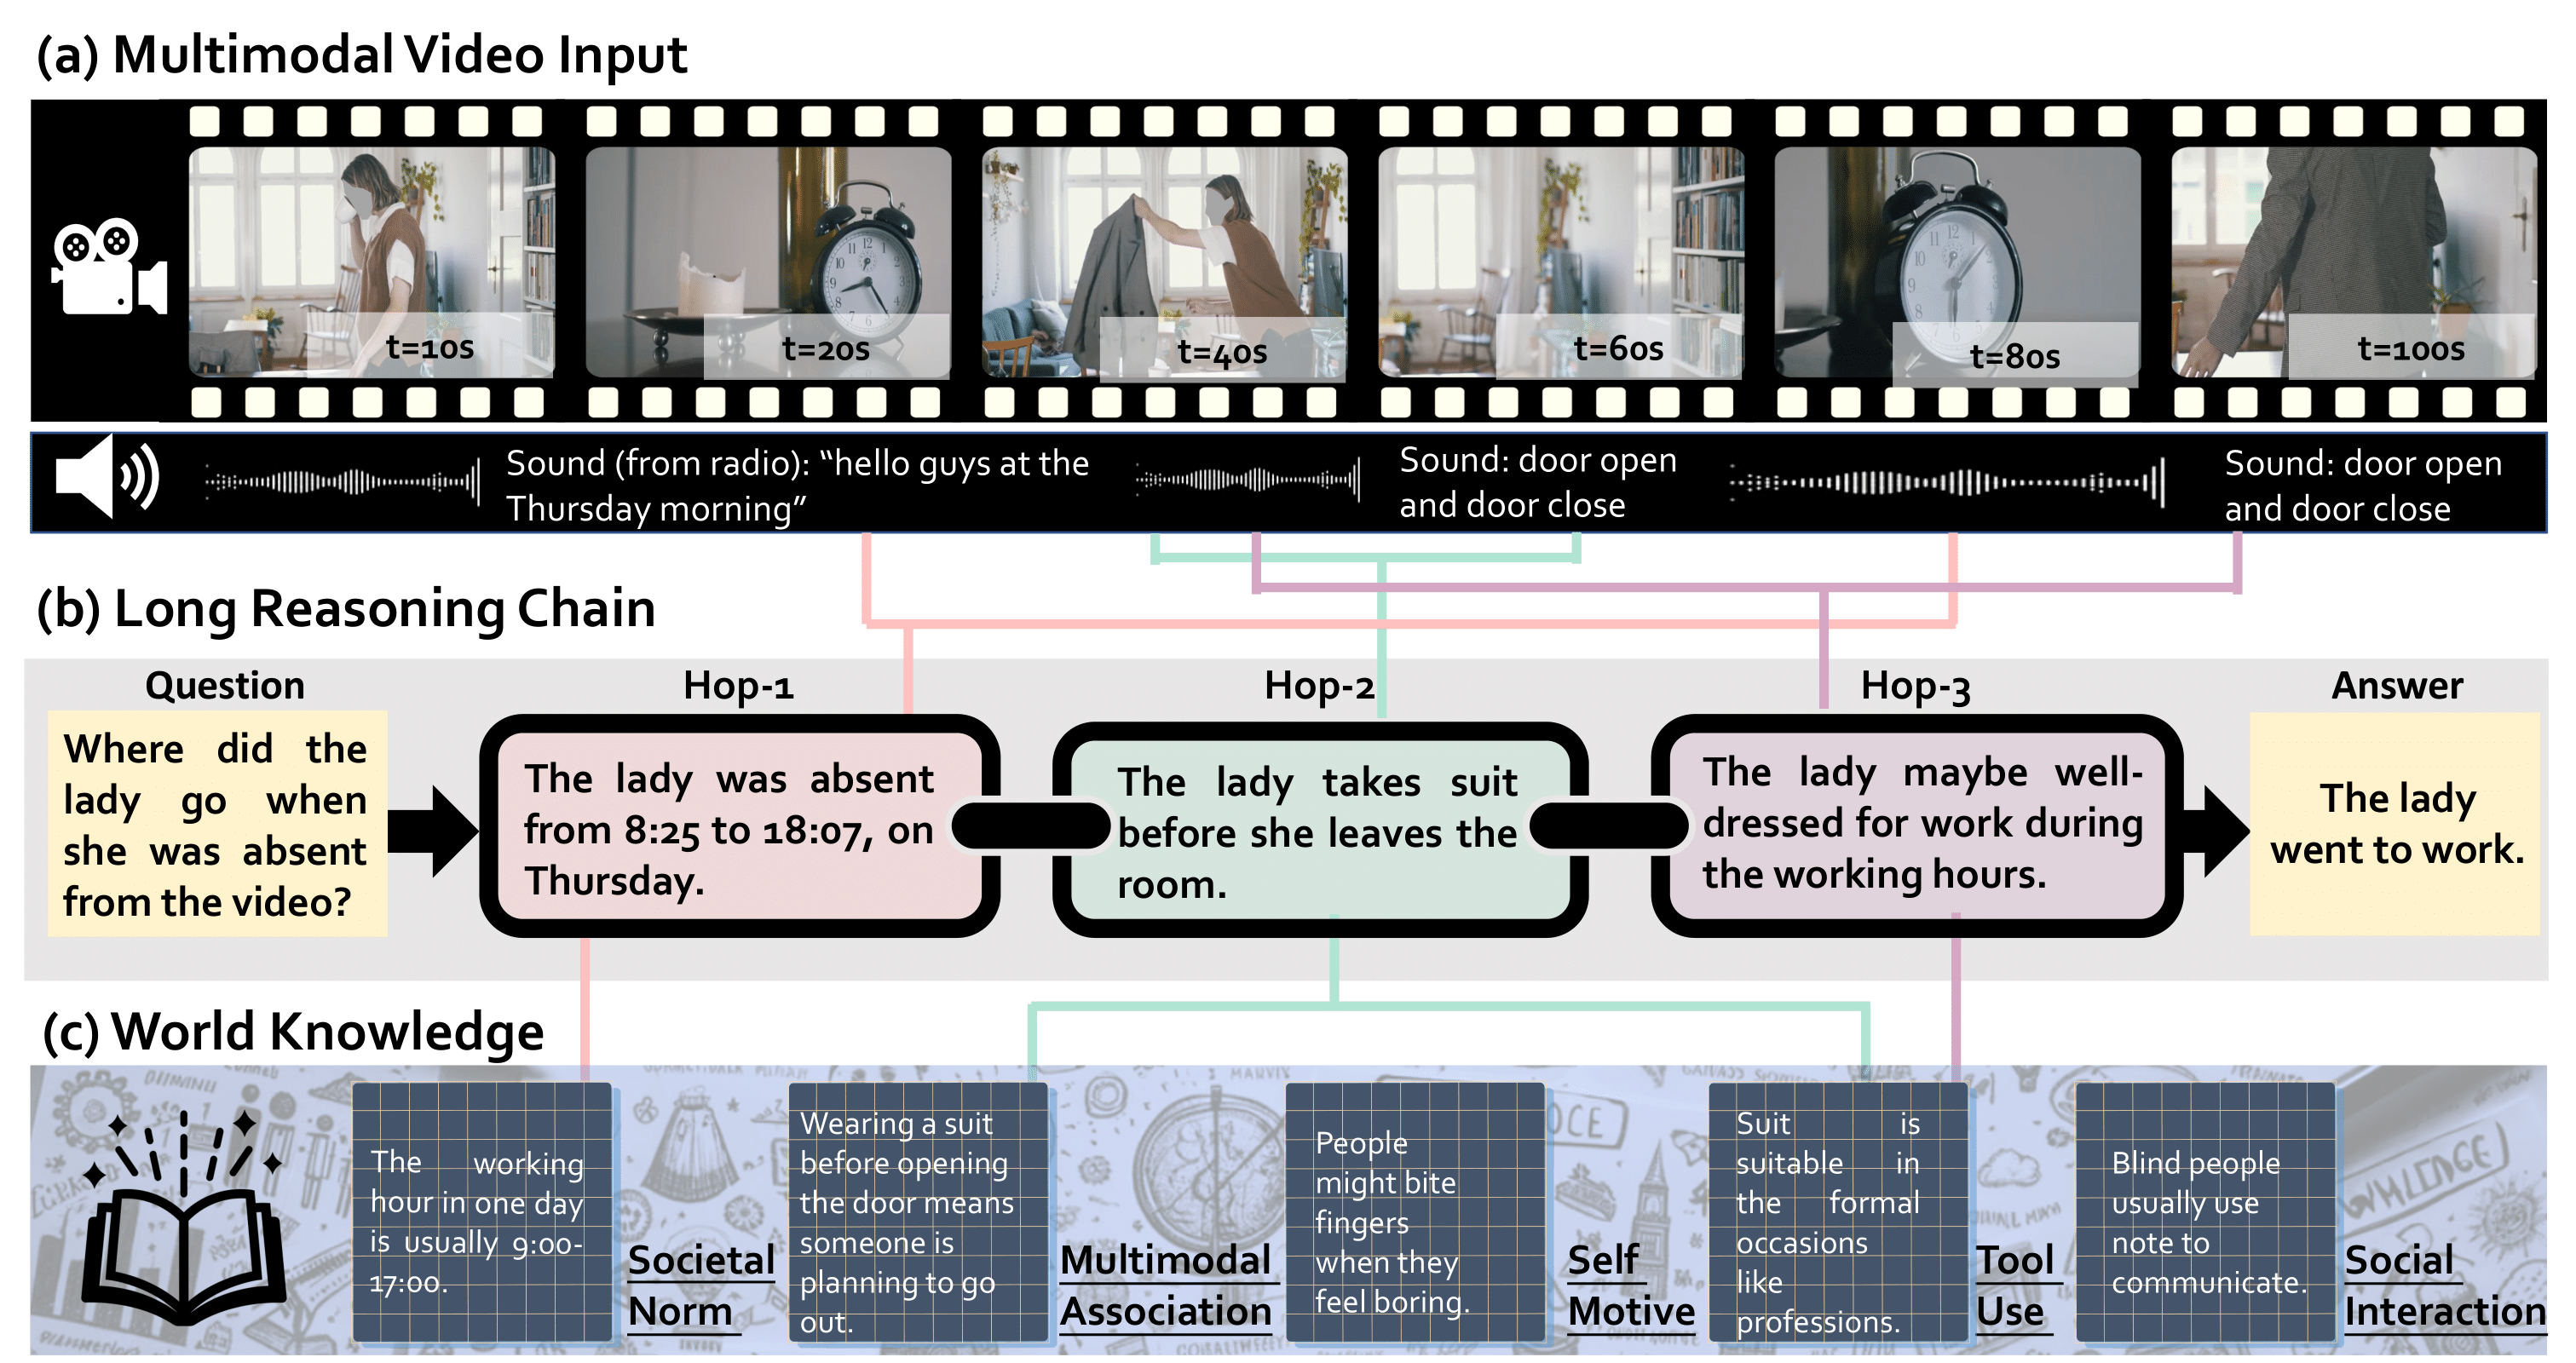 (a) Multimodal Video Input
t=10s
t=20s
t=40s
t=60s
t=80s
t=100s
Sound (from radio): “hello guys at the
Thursday morning”
Sound: door open
and door close
Sound: door open
and door close
(b) Long Reasoning Chain
Question
Where did the
lady go when
she was absent
from the video?
Hop-1
The lady was absent
from 8:25 to 18:07, on
Thursday.
Hop-2
The lady takes suit
before she leaves the
room.
Hop-3
The lady maybe well-
dressed for work during
the working hours.
Answer
The lady
went to work.
(c) World Knowledge
The working
hour in one day
is usually 9:00-
17:00.
Societal
Norm
Wearing a suit
before opening
the door means
someone is
planning to go
out.
Multimodal
Association
People
might bite
fingers
when they
feel boring.
Self
Motive
Suit is
suitable in
the formal
occasions
like
professions.
Tool
Use
Blind people
usually use
note to
communicate.
Social
Interaction